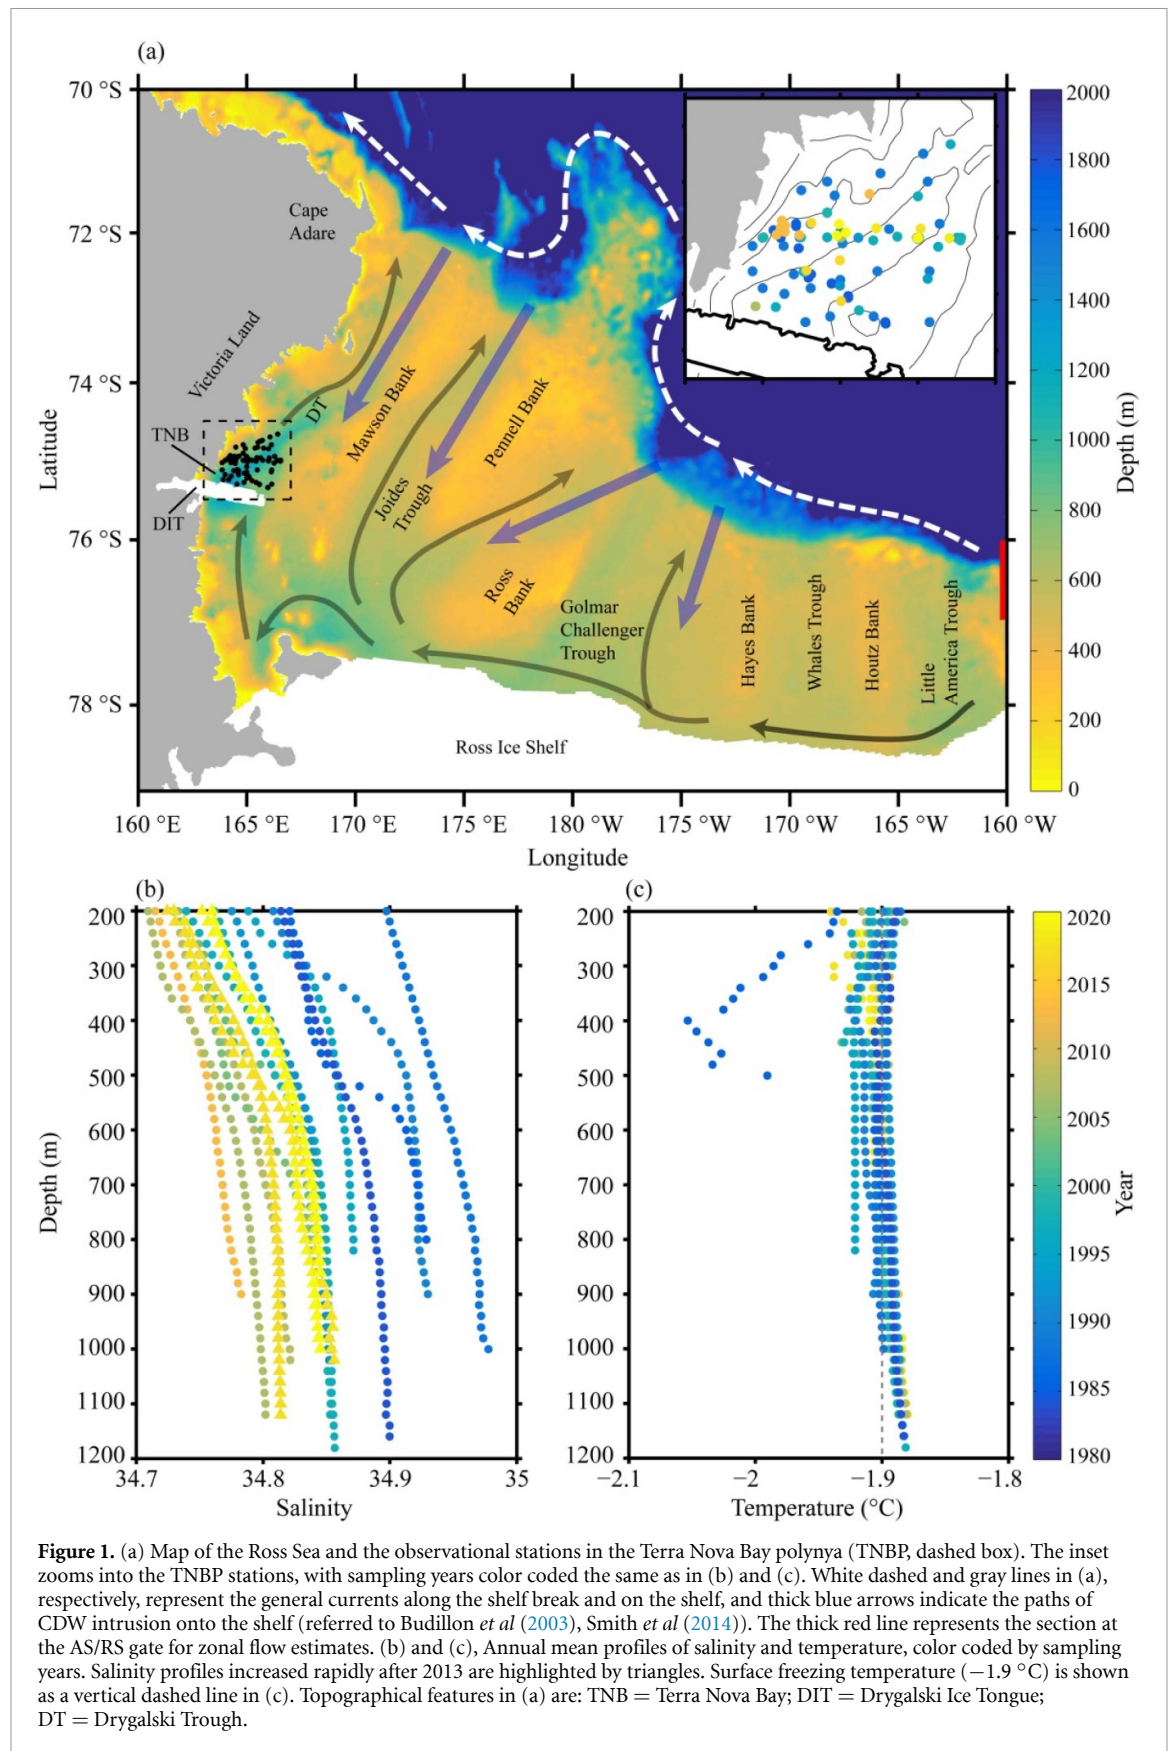 (a)
70 °S
72 °S
74 °S
76 °S
78 °S
Latitude
160 °E
165 °E
170 °E
175 °E
180 °W
175 °W
170 °W
165 °W
160 °W
Longitude
Cape
Adare
Victoria Land
TNB
DIT
DT
Mawson Bank
Joides
Trough
Pennell Bank
Ross
Bank
Golmar
Challenger
Trough
Hayes Bank
Whales Trough
Houtz Bank
Little
America Trough
Ross Ice Shelf
2000
1800
1600
1400
1200
1000
800
600
400
200
0
Depth (m)
(b)
200
300
400
500
600
700
800
900
1000
1100
1200
Depth (m)
34.7
34.8
34.9
35
Salinity
(c)
200
300
400
500
600
700
800
900
1000
1100
1200
−2.1
−2
−1.9
−1.8
Temperature (°C)
2020
2015
2010
2005
2000
1995
1990
1985
1980
Year
Figure 1. (a) Map of the Ross Sea and the observational stations in the Terra Nova Bay polynya (TNBP, dashed box). The inset
zooms into the TNBP stations, with sampling years color coded the same as in (b) and (c). White dashed and gray lines in (a),
respectively, represent the general currents along the shelf break and on the shelf, and thick blue arrows indicate the paths of
CDW intrusion onto the shelf (referred to Budillon et al (2003), Smith et al (2014)). The thick red line represents the section at
the AS/RS gate for zonal flow estimates. (b) and (c), Annual mean profiles of salinity and temperature, color coded by sampling
years. Salinity profiles increased rapidly after 2013 are highlighted by triangles. Surface freezing temperature (−1.9 °C) is shown
as a vertical dashed line in (c). Topographical features in (a) are: TNB = Terra Nova Bay; DIT = Drygalski Ice Tongue;
DT = Drygalski Trough.